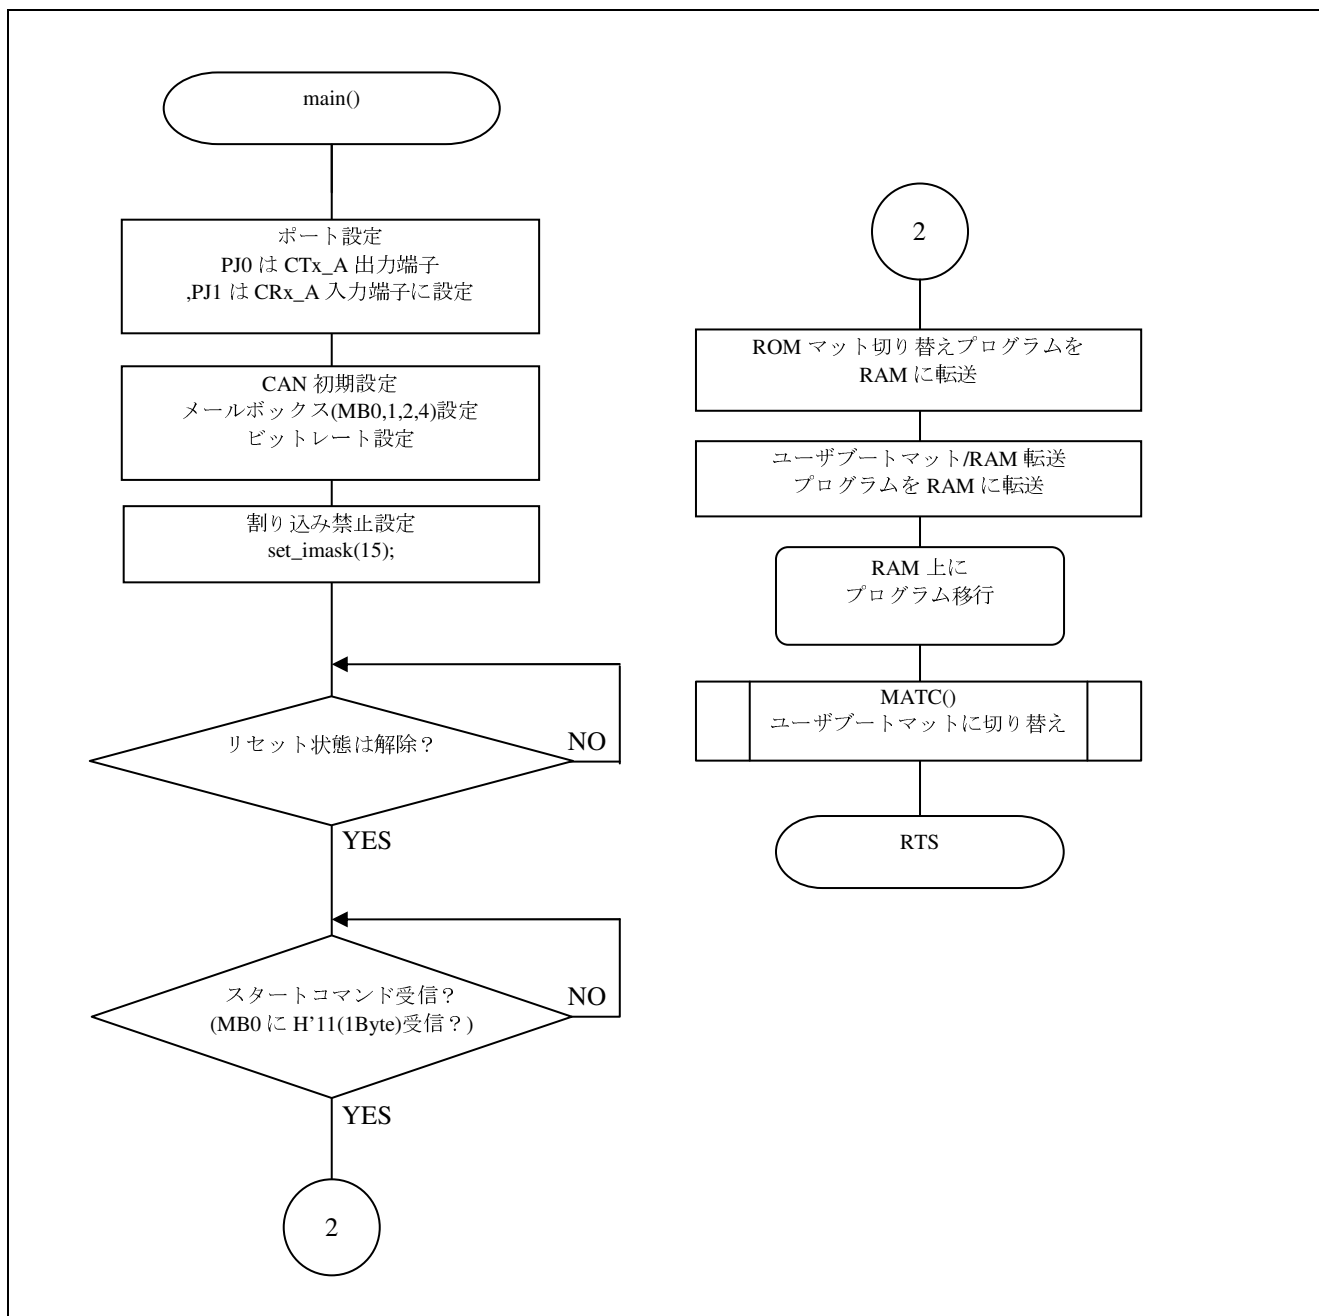 main()
ポート設定
PJ0 は CTx_A 出力端子
,PJ1 は CRx_A 入力端子に設定
CAN 初期設定
メールボックス(MB0,1,2,4)設定
ビットレート設定
割り込み禁止設定
set_imask(15);
リセット状態は解除？
NO
YES
スタートコマンド受信？
(MB0 に H'11(1Byte)受信？)
NO
YES
2
2
ROM マット切り替えプログラムを
RAM に転送
ユーザブートマット/RAM 転送
プログラムを RAM に転送
RAM 上に
プログラム移行
MATC()
ユーザブートマットに切り替え
RTS